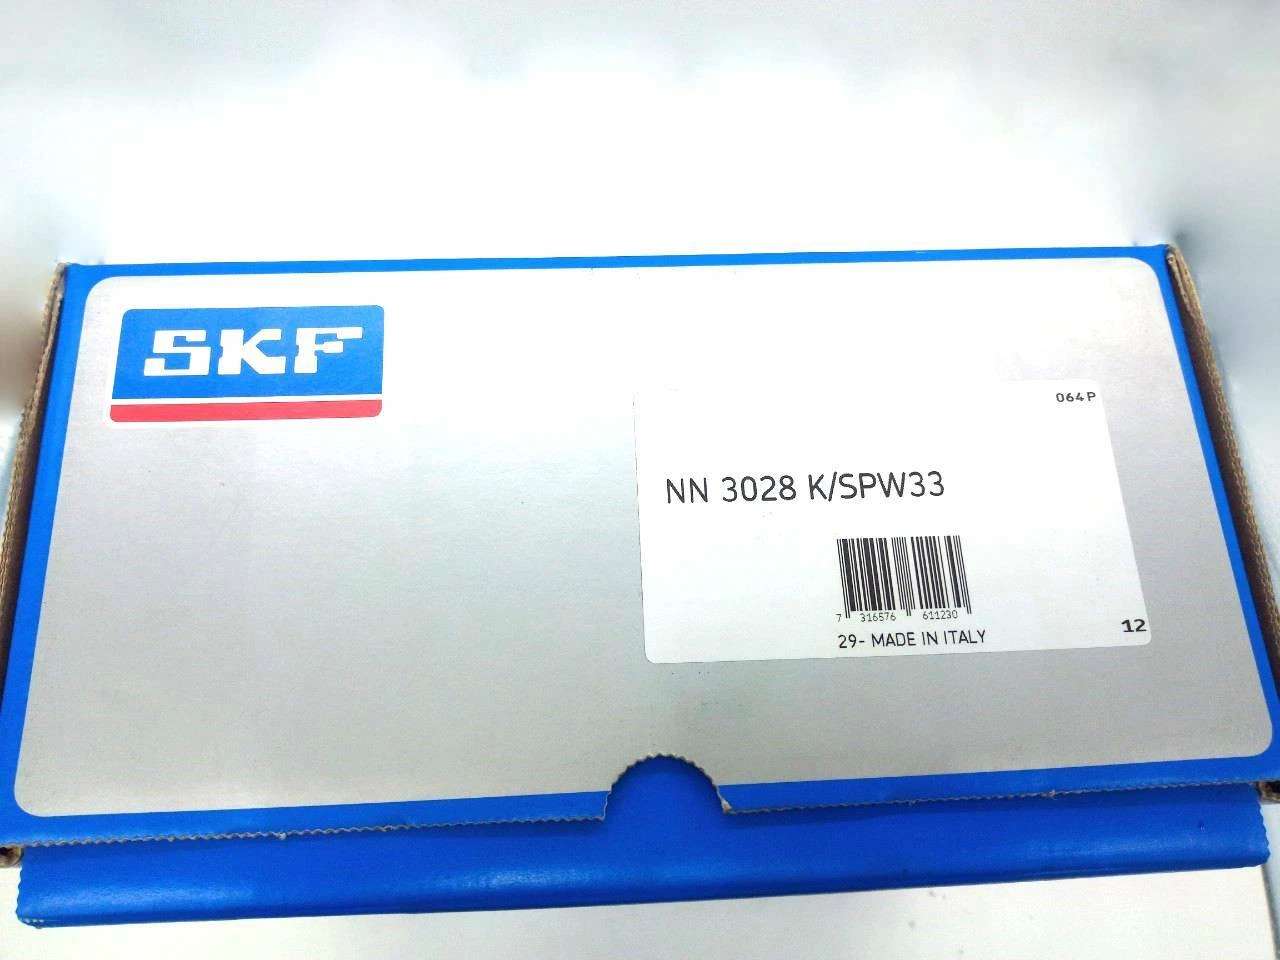 SKF
064P
NN 3028 K/SPW33
7 316576 611230
29- MADE IN ITALY
12